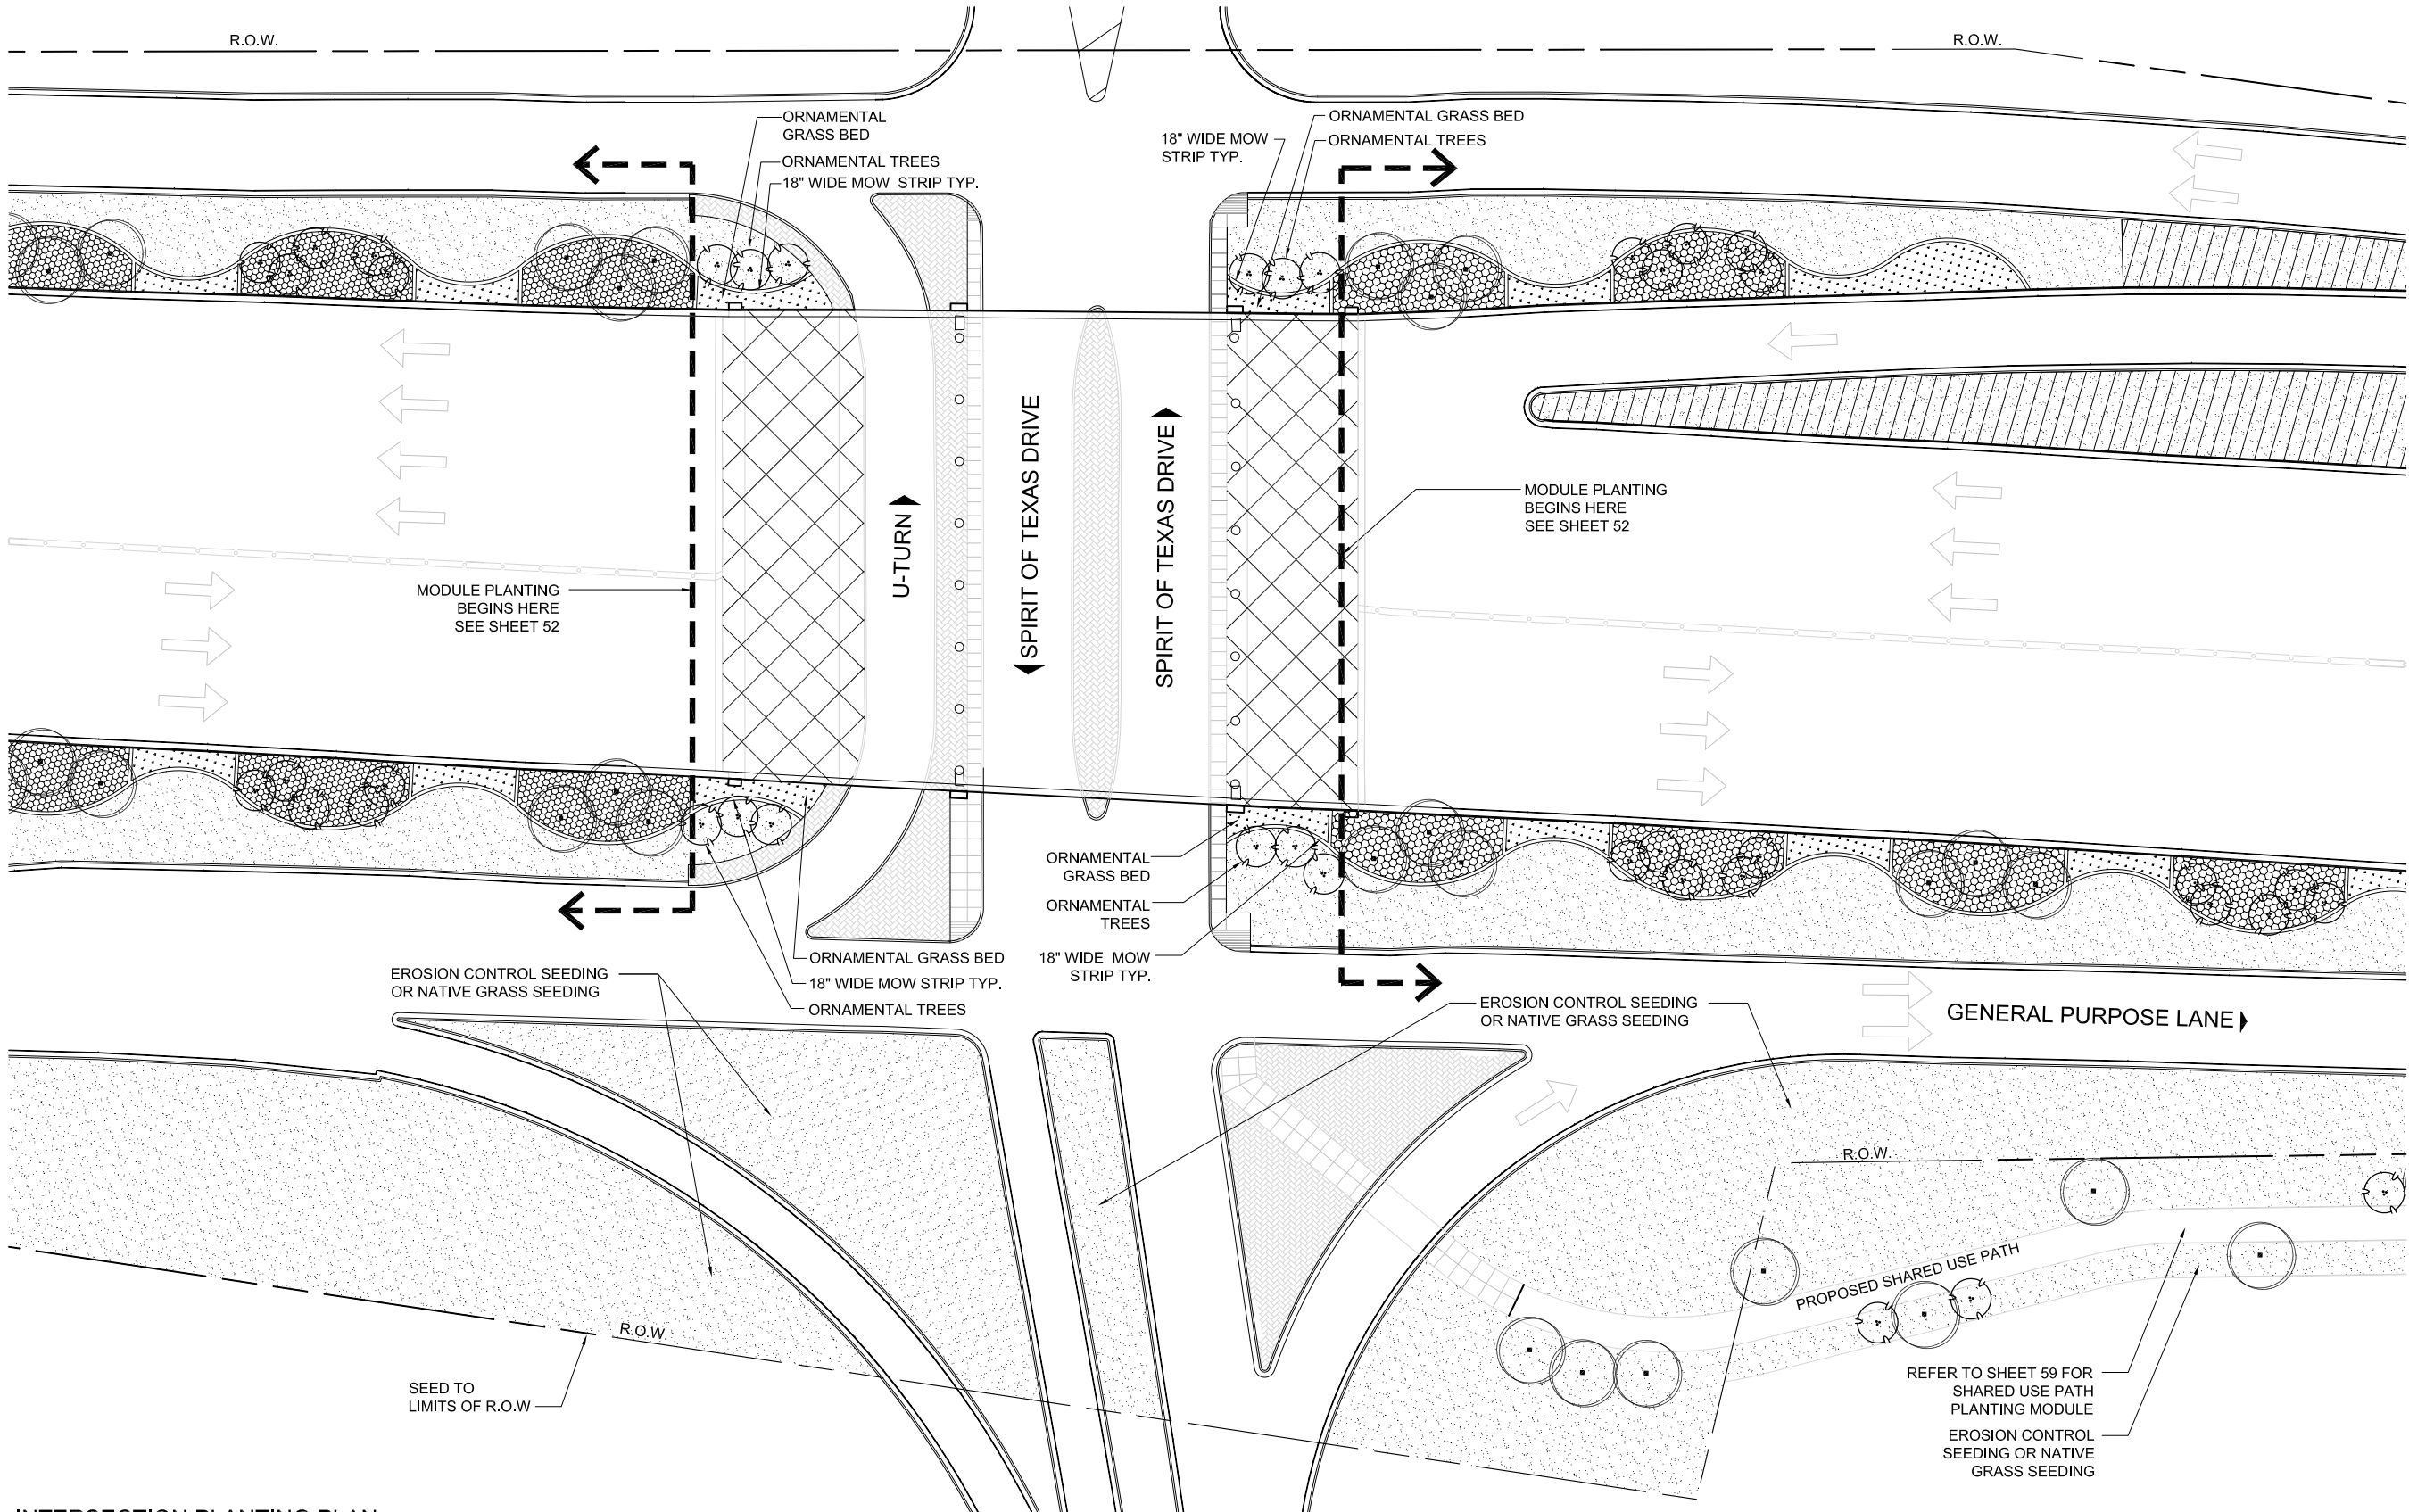 R.O.W.
R.O.W.
ORNAMENTAL
GRASS BED
ORNAMENTAL TREES
18" WIDE MOW STRIP TYP.
18" WIDE MOW
STRIP TYP.
ORNAMENTAL GRASS BED
ORNAMENTAL TREES
U-TURN
SPIRIT OF TEXAS DRIVE
SPIRIT OF TEXAS DRIVE
MODULE PLANTING
BEGINS HERE
SEE SHEET 52
MODULE PLANTING
BEGINS HERE
SEE SHEET 52
ORNAMENTAL
GRASS BED
ORNAMENTAL
TREES
18" WIDE MOW
STRIP TYP.
ORNAMENTAL GRASS BED
18" WIDE MOW STRIP TYP.
ORNAMENTAL TREES
EROSION CONTROL SEEDING
OR NATIVE GRASS SEEDING
EROSION CONTROL SEEDING
OR NATIVE GRASS SEEDING
GENERAL PURPOSE LANE
R.O.W.
PROPOSED SHARED USE PATH
R.O.W.
SEED TO
LIMITS OF R.O.W
REFER TO SHEET 59 FOR
SHARED USE PATH
PLANTING MODULE
EROSION CONTROL
SEEDING OR NATIVE
GRASS SEEDING
INTERSECTION PLANTING PLAN